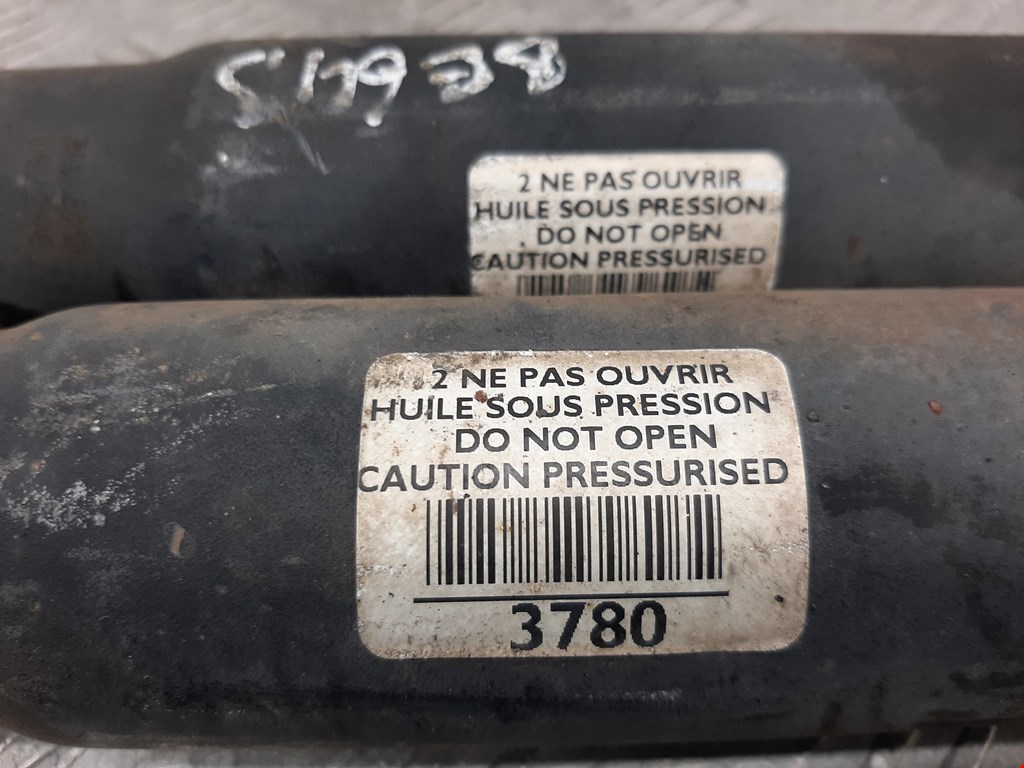 2 NE PAS OUVRIR
HUILE SOUS PRESSION
DO NOT OPEN
CAUTION PRESSURISED
2 NE PAS OUVRIR
HUILE SOUS PRESSION
DO NOT OPEN
CAUTION PRESSURISED
3780